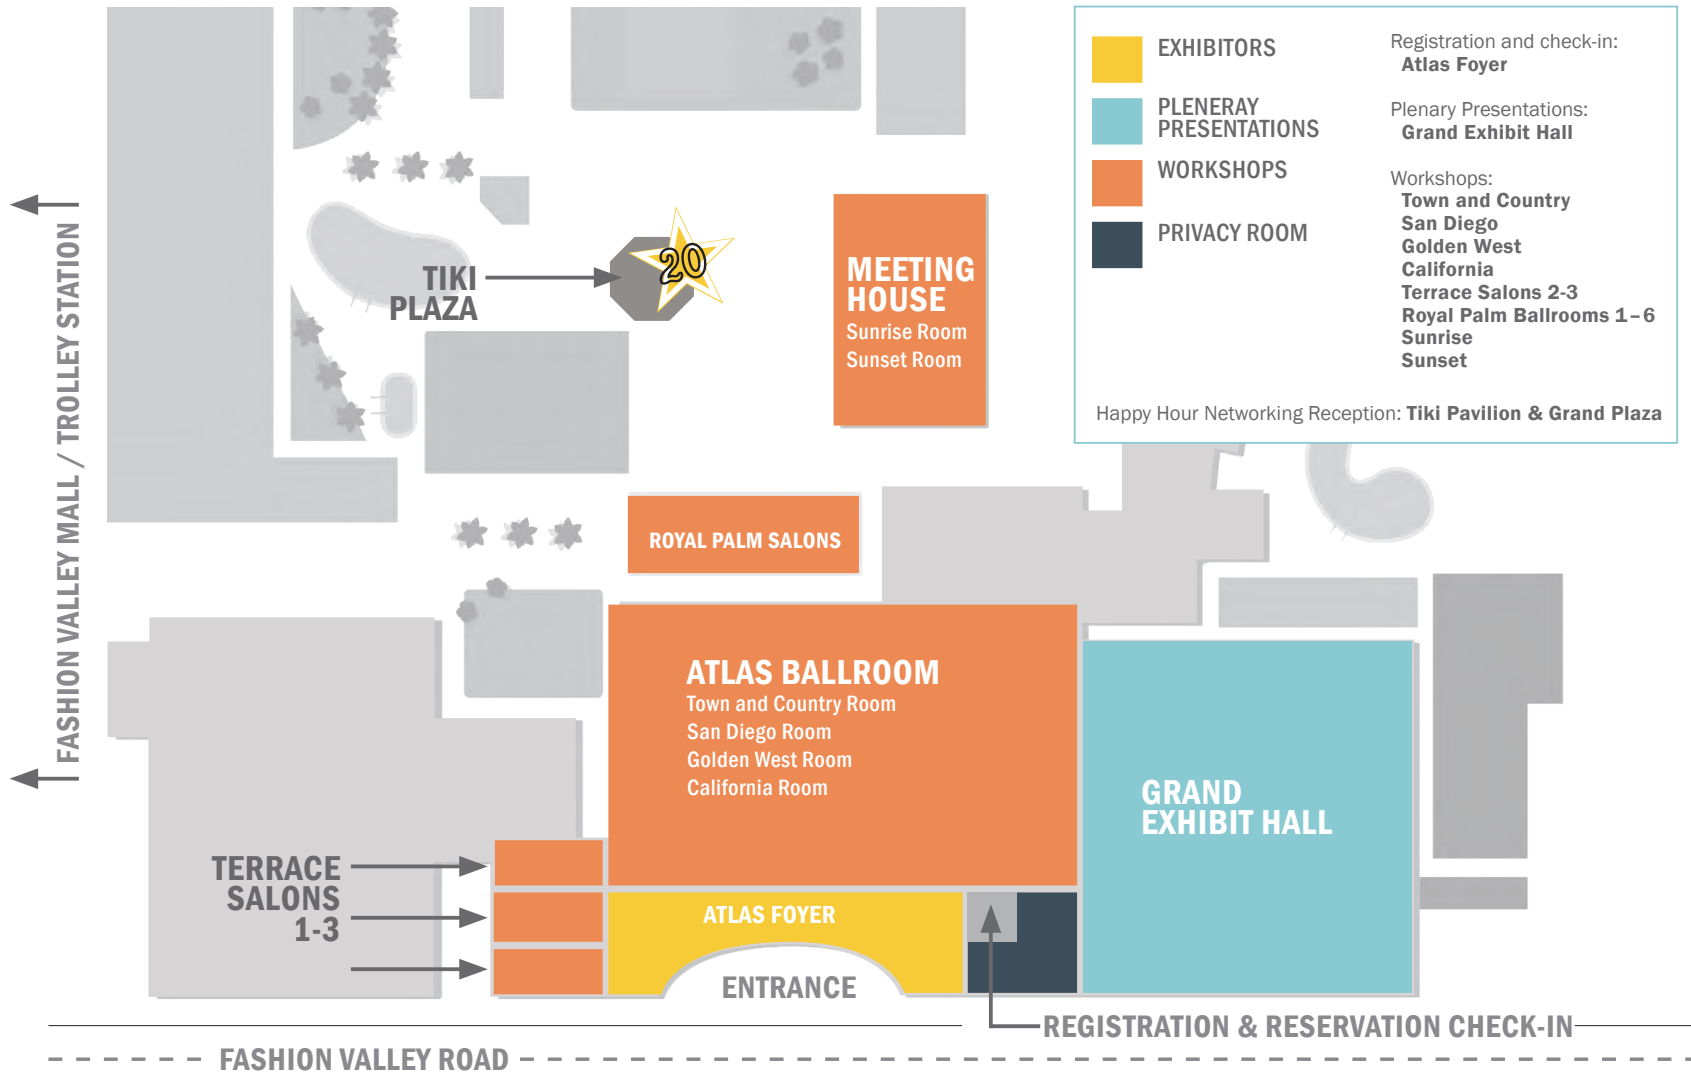 EXHIBITORS
PLENERAY
PRESENTATIONS
WORKSHOPS
PRIVACY ROOM
Registration and check-in:
Atlas Foyer
Plenary Presentations:
Grand Exhibit Hall
Workshops:
Town and Country
San Diego
Golden West
California
Terrace Salons 2-3
Royal Palm Ballrooms 1–6
Sunrise
Sunset
Happy Hour Networking Reception: Tiki Pavilion & Grand Plaza
FASHION VALLEY MALL / TROLLEY STATION
TIKI
PLAZA
20
MEETING
HOUSE
Sunrise Room
Sunset Room
ROYAL PALM SALONS
ATLAS BALLROOM
Town and Country Room
San Diego Room
Golden West Room
California Room
GRAND
EXHIBIT HALL
TERRACE
SALONS
1-3
ATLAS FOYER
ENTRANCE
REGISTRATION & RESERVATION CHECK-IN
FASHION VALLEY ROAD